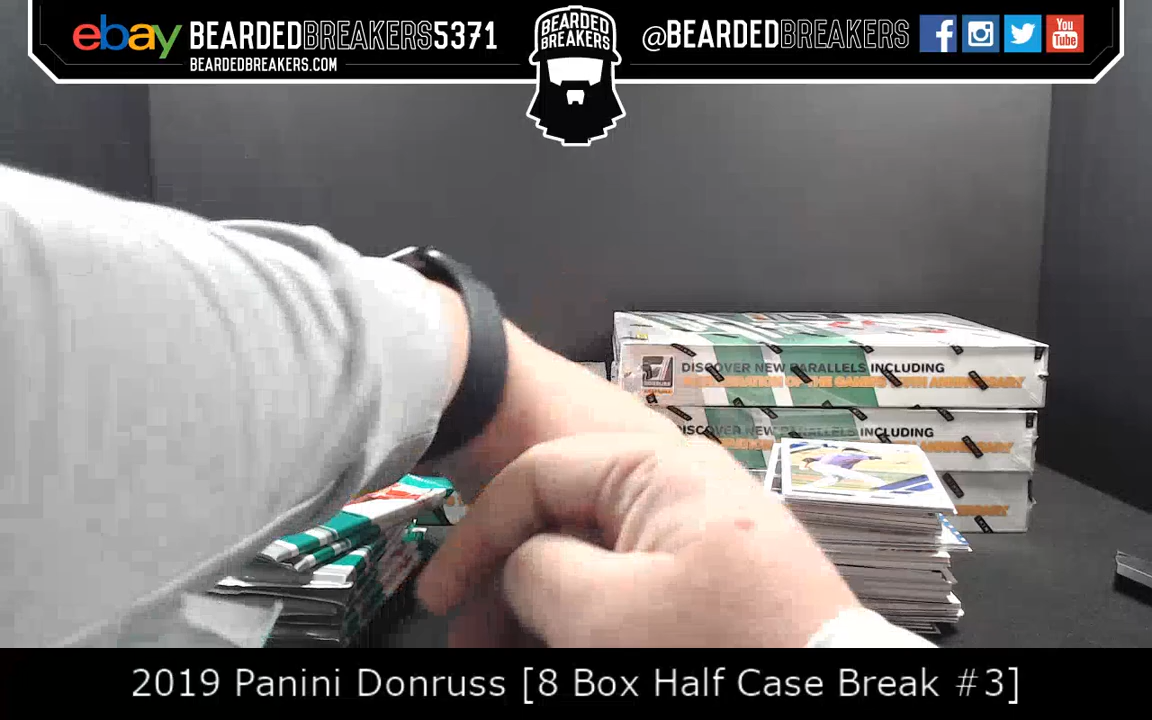 ebay BEARDEDBREAKERS5371
BEARDEDBREAKERS.COM
BEARDED
BREAKERS
@BEARDEDBREAKERS
You
Tube
DISCOVER NEW PARALLELS INCLUDING
DISCOVER NEW PARALLELS INCLUDING
2019 Panini Donruss [8 Box Half Case Break #3]